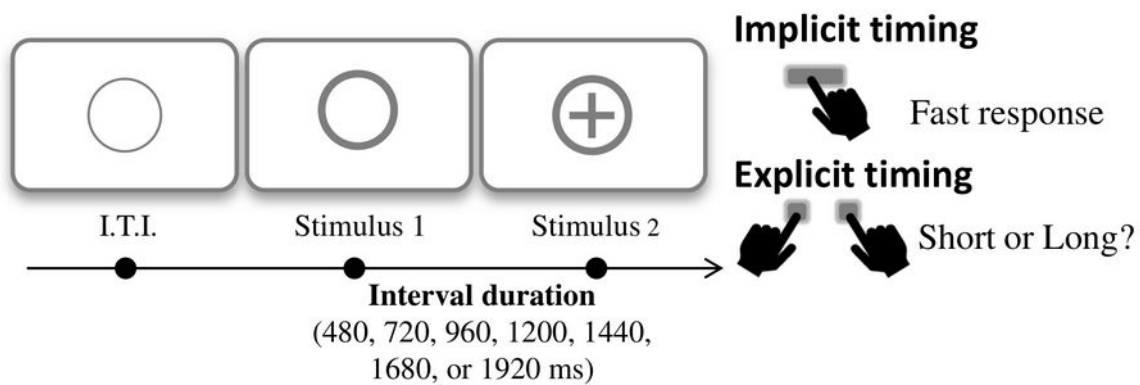 Implicit timing
Fast response
Explicit timing
Short or Long?
I.T.I.
Stimulus 1
Stimulus 2
Interval duration
(480, 720, 960, 1200, 1440,
1680, or 1920 ms)